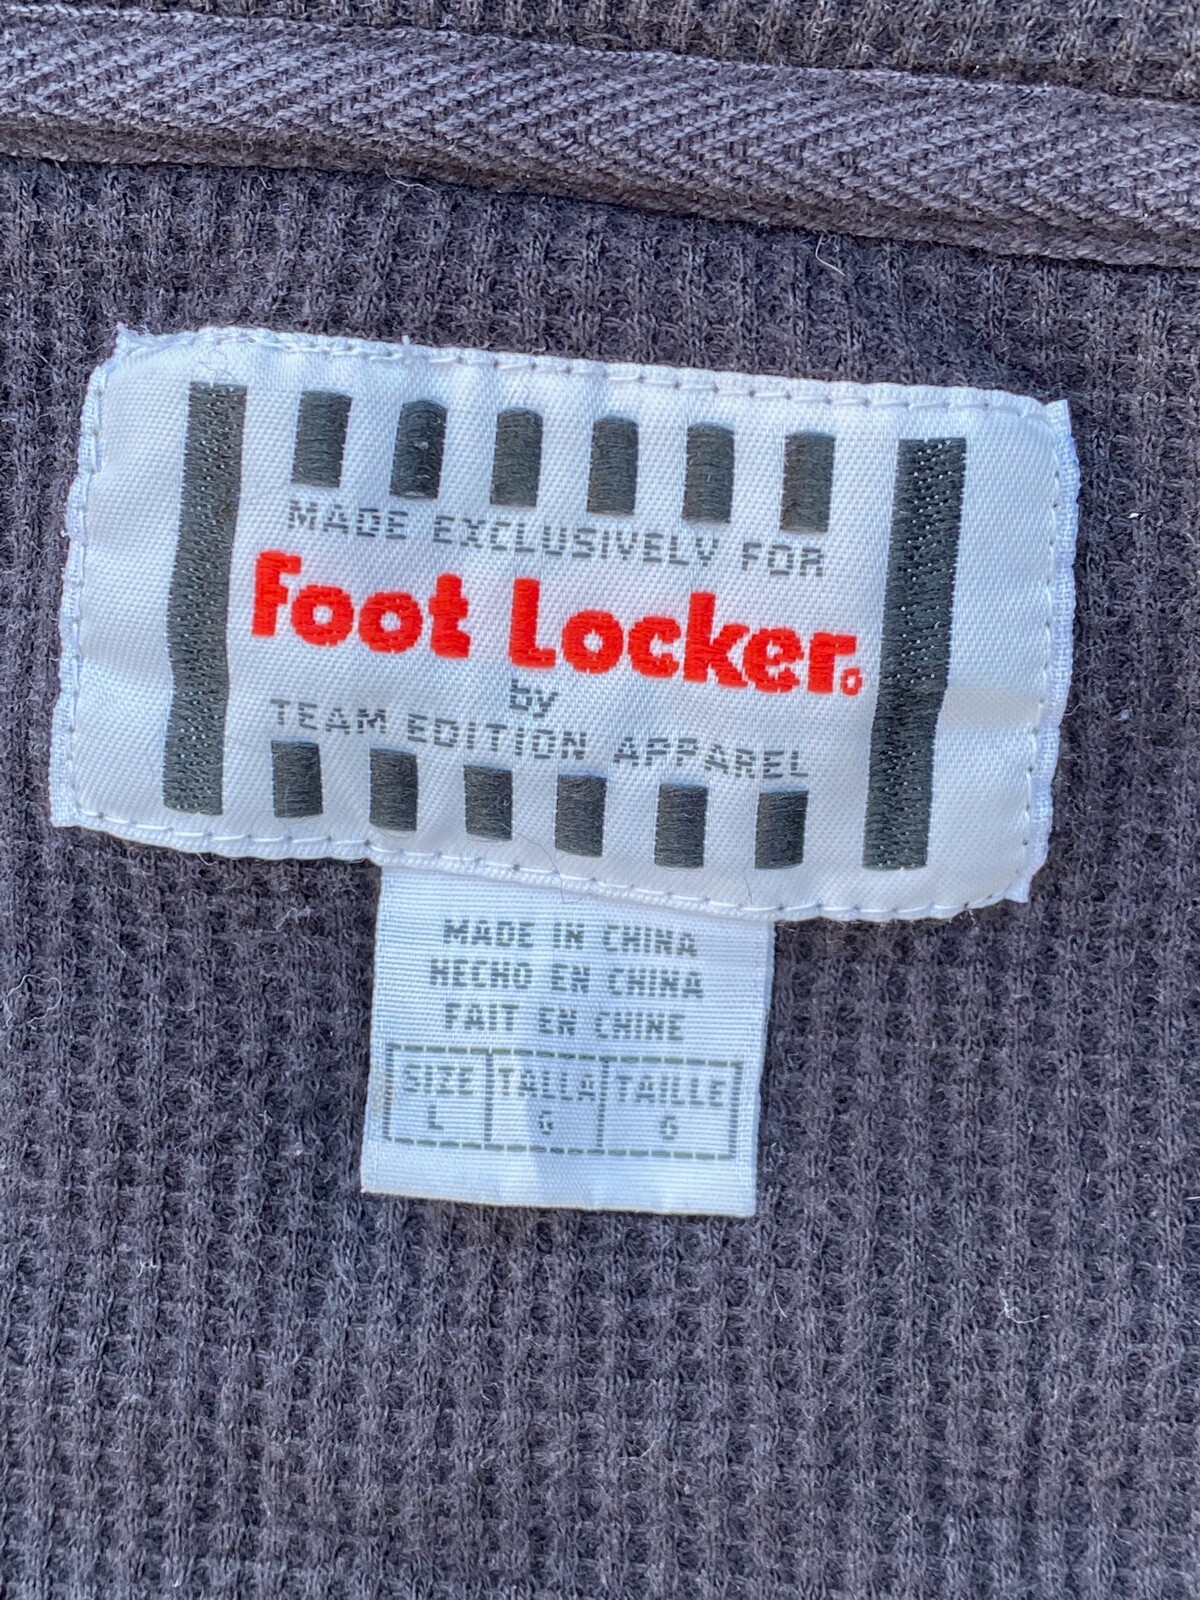 MADE EXCLUSIVELY FOR
Foot Locker
by
TEAM EDITION APPAREL
MADE IN CHINA
HECHO EN CHINA
FAIT EN CHINE
SIZE TALLA TAILLE
L G G